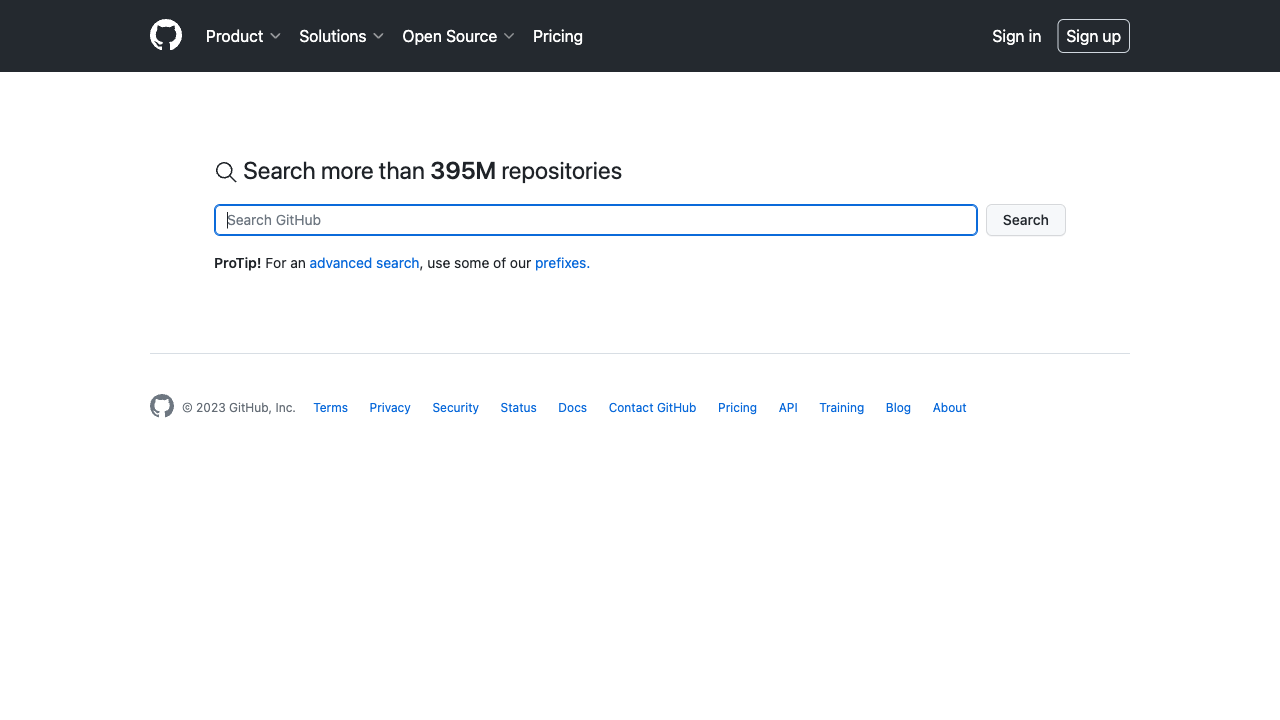 Product Solutions Open Source Pricing Sign in Sign up
Search more than 395M repositories
Search GitHub Search
ProTip! For an advanced search, use some of our prefixes.
© 2023 GitHub, Inc. Terms Privacy Security Status Docs Contact GitHub Pricing API Training Blog About